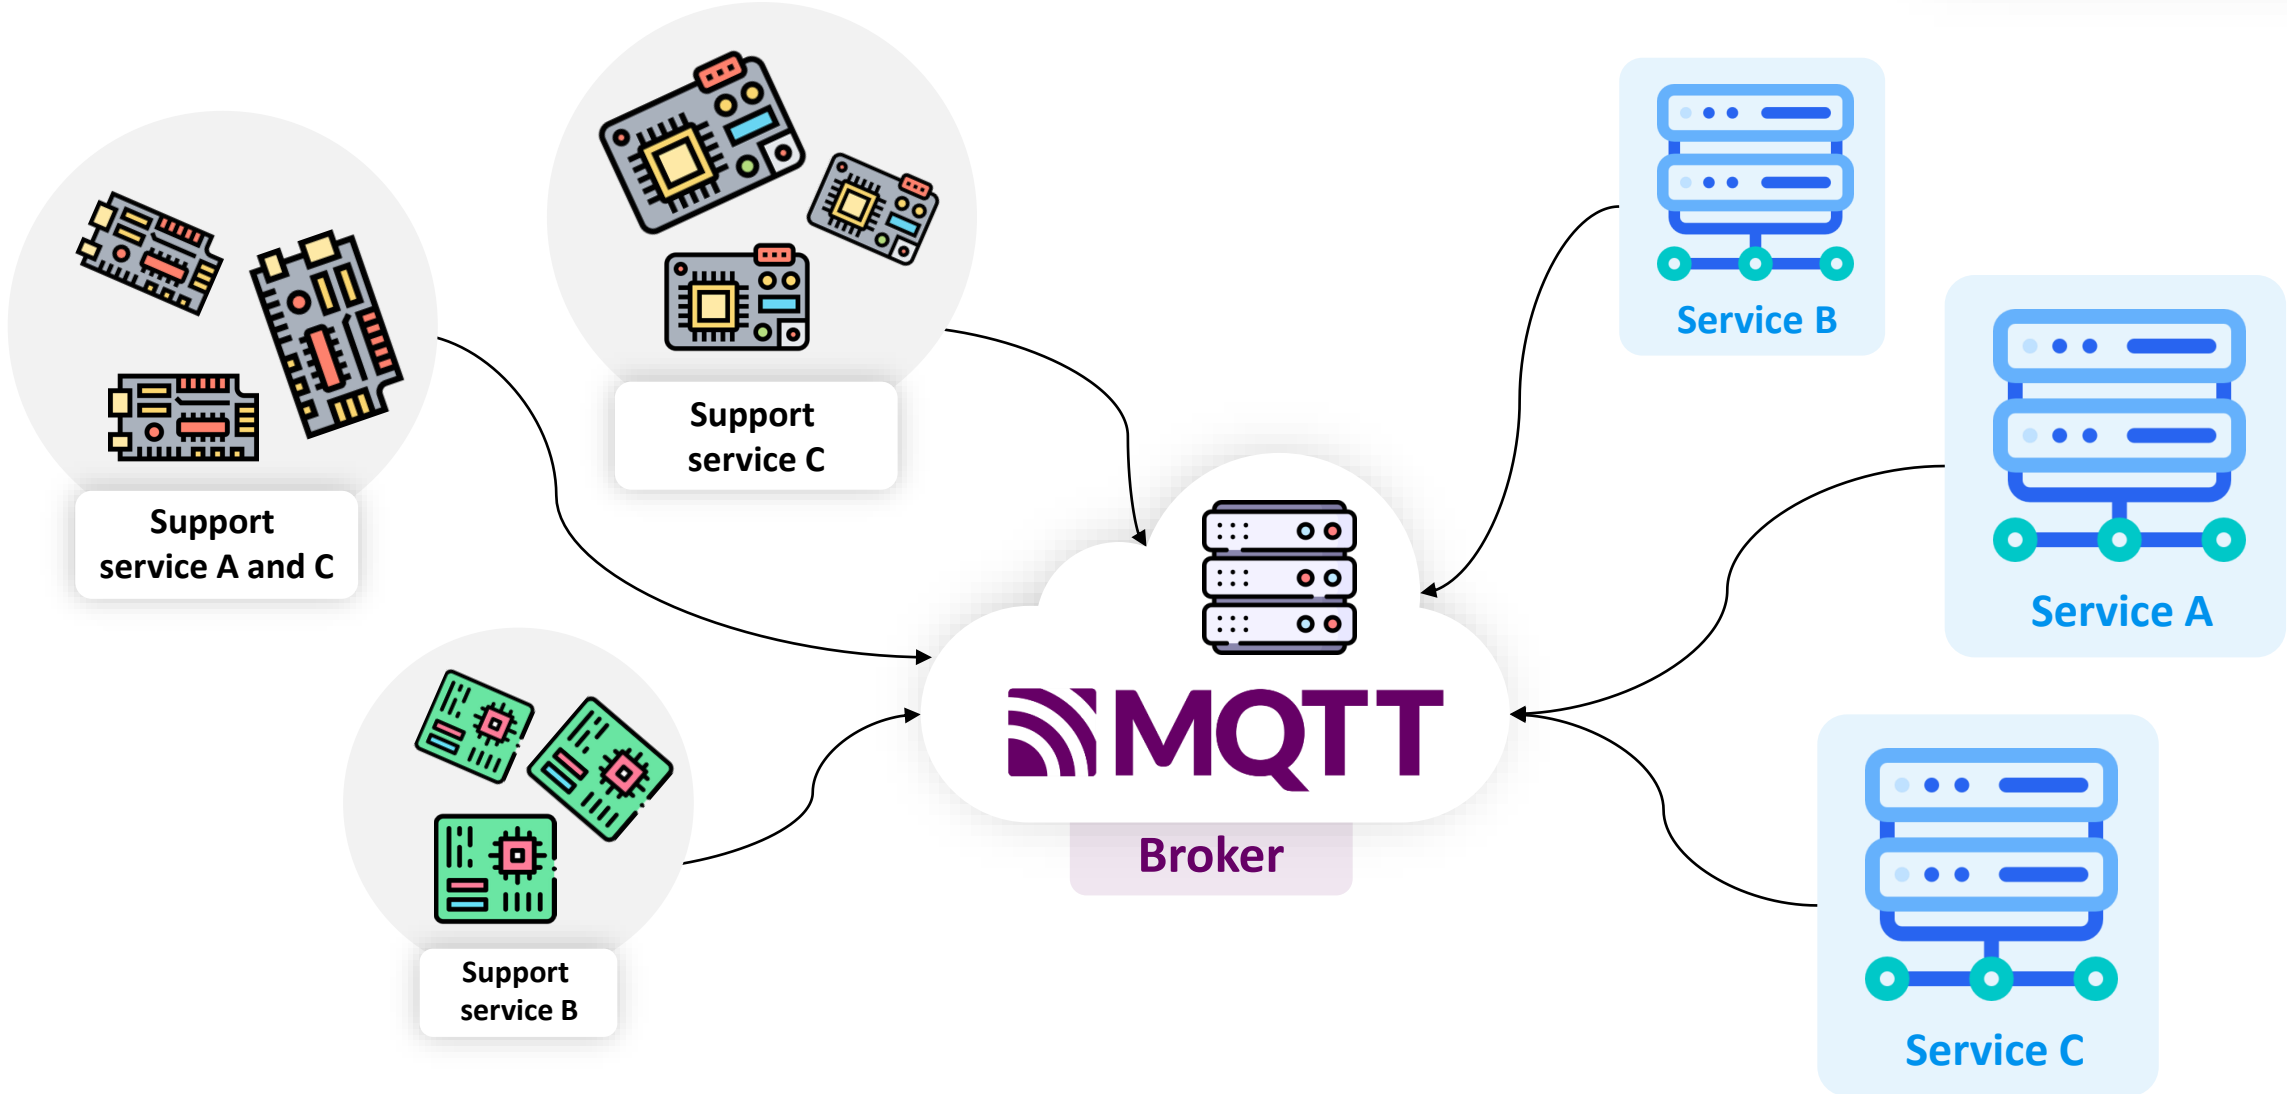 Support
service C
Support
service A and C
Support
service B
MQTT
Broker
Service B
Service A
Service C